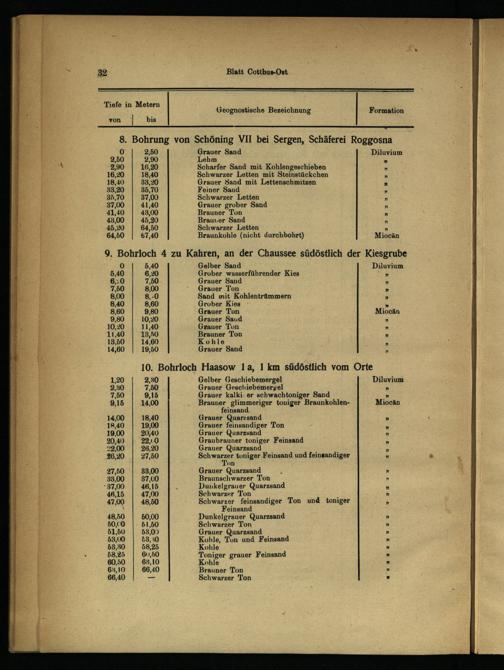 32
Blatt Cottbus-Ost
Tiefe in Metern
Geognostische Bezeichnung
Formation
von bis
8. Bohrung von Schöning VII bei Sergen, Schäferei Roggosna
0 2,50 Grauer Sand Diluvium
2,50 2,90 Lehm „
2,90 16,20 Scharfer Sand mit Kohlengeschieben „
16,20 18,40 Schwarzer Letten mit Steinstückchen „
18,40 33,20 Grauer Sand mit Lettenschmitzen „
33,20 35,70 Feiner Sand „
35,70 37,00 Schwarzer Letten „
37,00 41,40 Grauer grober Sand „
41,40 43,00 Brauner Ton „
43,00 45,20 Brauner Sand „
45,20 64,50 Schwarzer Letten „
64,50 67,40 Braunkohle (nicht durchbohrt) Miocän
9. Bohrloch 4 zu Kahren, an der Chaussee südöstlich der Kiesgrube
0 5,40 Gelber Sand Diluvium
5,40 6,20 Grober wasserführender Kies „
6,20 7,50 Grauer Sand „
7,50 8,00 Grauer Ton „
8,00 8,40 Sand mit Kohlentrümmern „
8,40 8,60 Grober Kies „
8,60 9,80 Grauer Ton Miocän
9,80 10,20 Grauer Sand „
10,20 11,40 Grauer Ton „
11,40 13,50 Brauner Ton „
13,50 14,60 Kohle „
14,60 19,50 Grauer Sand „
10. Bohrloch Haasow 1a, 1 km südöstlich vom Orte
1,20 2,30 Gelber Geschiebemergel Diluvium
2,30 7,50 Grauer Geschiebemergel „
7,50 9,15 Grauer kalkiger schwachtoniger Sand „
9,15 14,00 Brauner glimmeriger toniger Braunkohlen- Miocän
feinsand
14,00 18,40 Grauer Quarzsand „
18,40 19,00 Grauer feinsandiger Ton „
19,00 20,40 Grauer Quarzsand „
20,40 22,00 Graubrauner toniger Feinsand „
22,00 26,20 Grauer Quarzsand „
26,20 27,50 Schwarzer toniger Feinsand und feinsandiger „
Ton
27,50 33,00 Grauer Quarzsand „
33,00 37,00 Braunschwarzer Ton „
37,00 46,15 Dunkelgrauer Quarzsand „
46,15 47,00 Schwarzer Ton „
47,00 48,50 Schwarzer feinsandiger Ton und toniger „
Feinsand
48,50 50,00 Dunkelgrauer Quarzsand „
50,00 51,50 Schwarzer Ton „
51,50 53,00 Grauer Quarzsand „
53,00 53,30 Kohle, Ton und Feinsand „
53,30 58,25 Kohle „
58,25 60,50 Toniger grauer Feinsand „
60,50 63,10 Kohle „
63,10 66,40 Brauner Ton „
66,40 — Schwarzer Ton „